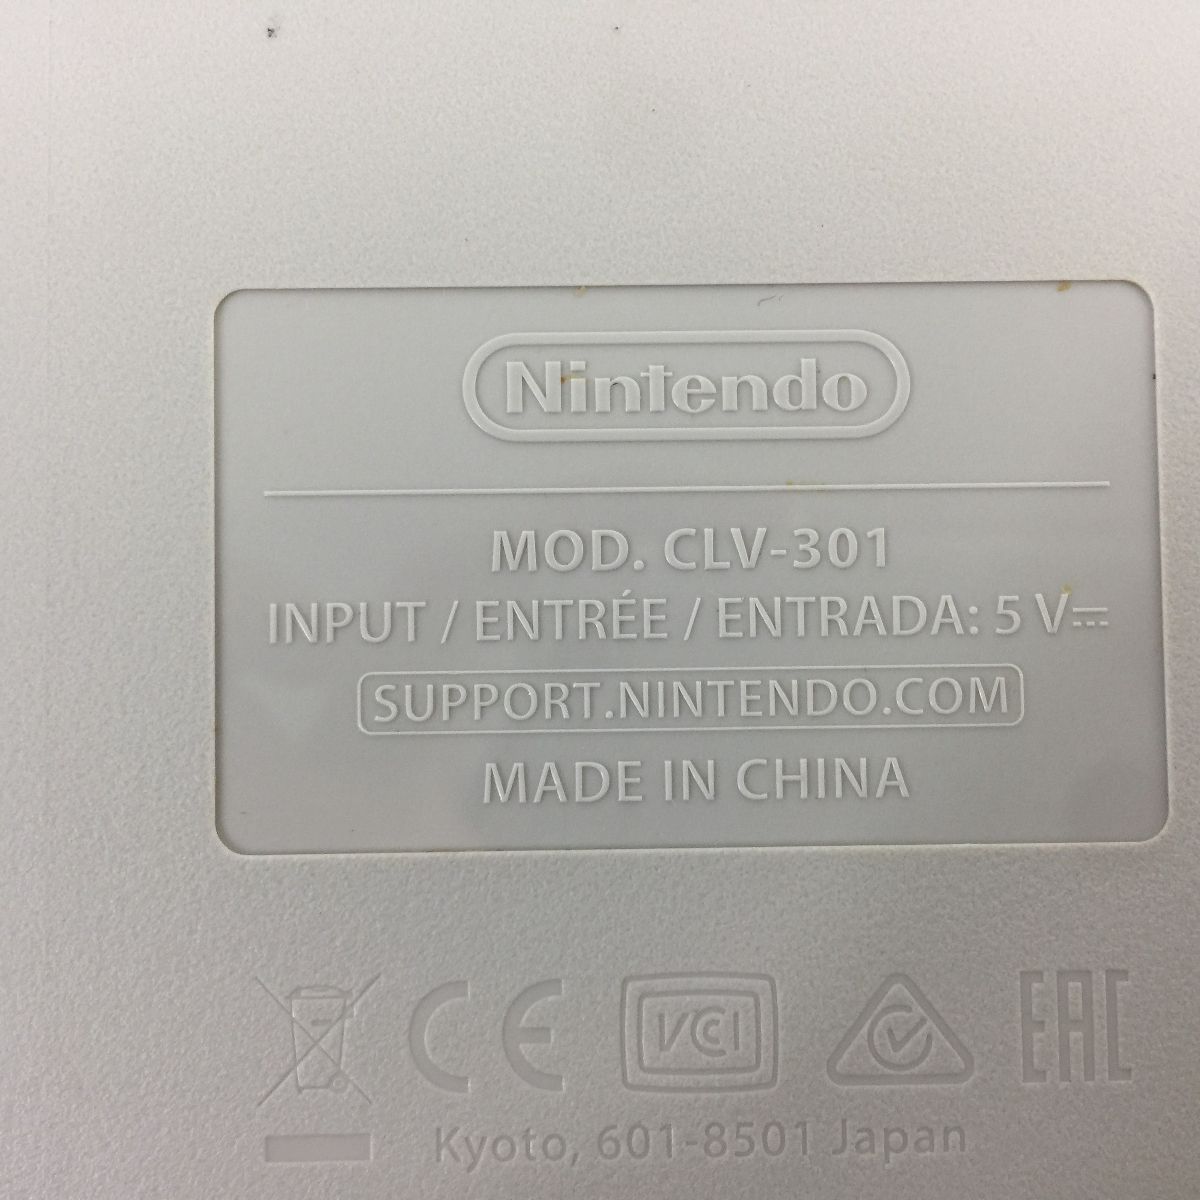 Nintendo
MOD. CLV-301
INPUT / ENTRÉE / ENTRADA: 5 V⎓
SUPPORT.NINTENDO.COM
MADE IN CHINA
CE VCCI EAC
Kyoto, 601-8501 Japan